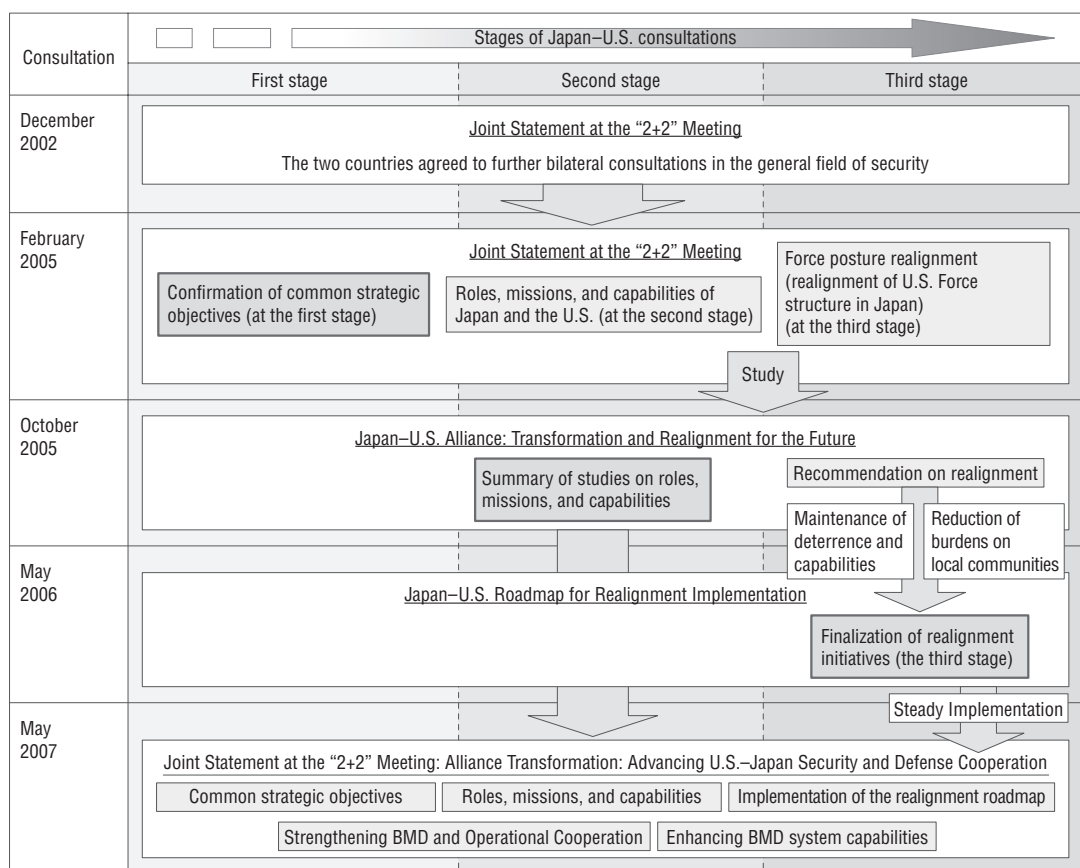 Consultation
Stages of Japan–U.S. consultations
First stage
Second stage
Third stage
December
2002
Joint Statement at the “2+2” Meeting
The two countries agreed to further bilateral consultations in the general field of security
February
2005
Joint Statement at the “2+2” Meeting
Confirmation of common strategic
objectives (at the first stage)
Roles, missions, and capabilities of
Japan and the U.S. (at the second stage)
Force posture realignment
(realignment of U.S. Force
structure in Japan)
(at the third stage)
Study
October
2005
Japan–U.S. Alliance: Transformation and Realignment for the Future
Summary of studies on roles,
missions, and capabilities
Recommendation on realignment
Maintenance of
deterrence and
capabilities
Reduction of
burdens on
local communities
May
2006
Japan–U.S. Roadmap for Realignment Implementation
Finalization of realignment
initiatives (the third stage)
Steady Implementation
May
2007
Joint Statement at the “2+2” Meeting: Alliance Transformation: Advancing U.S.–Japan Security and Defense Cooperation
Common strategic objectives
Roles, missions, and capabilities
Implementation of the realignment roadmap
Strengthening BMD and Operational Cooperation
Enhancing BMD system capabilities